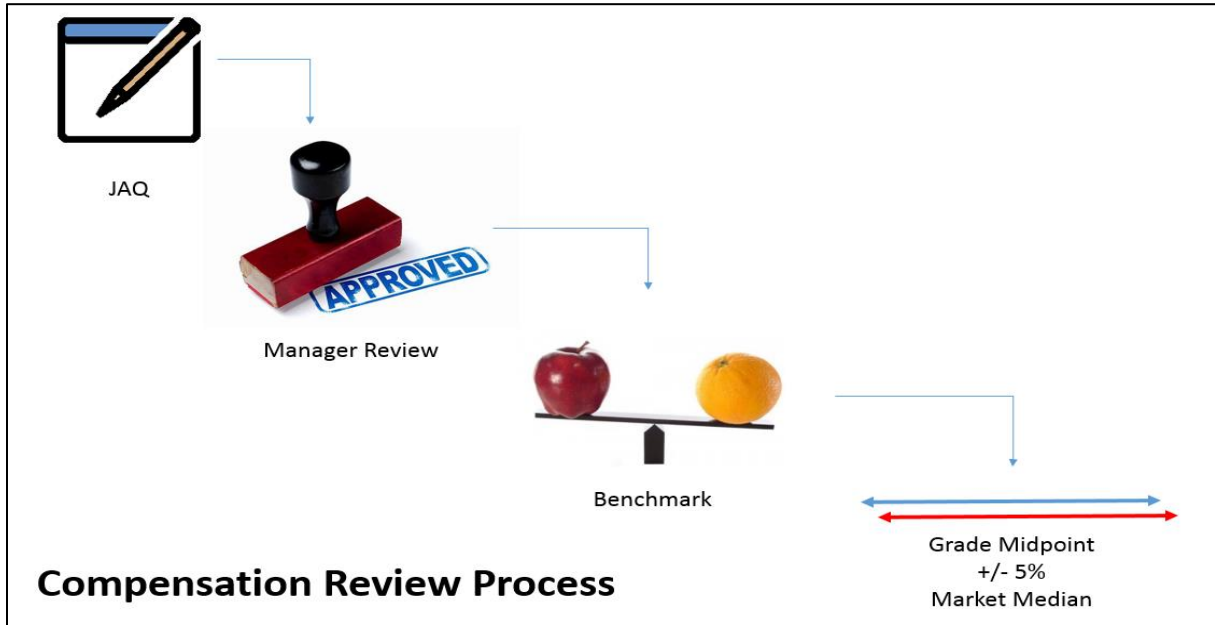 JAQ
APPROVED
Manager Review
Benchmark
Grade Midpoint
+/- 5%
Market Median
Compensation Review Process